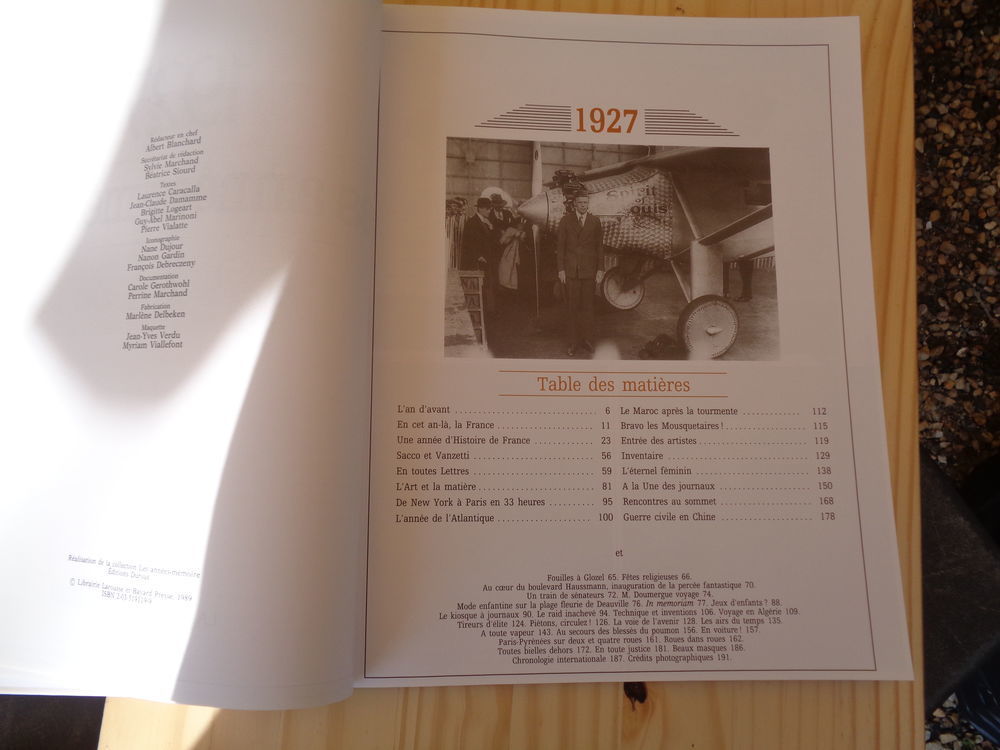 Rédacteur en chef
Albert Blanchard
Secrétariat de rédaction
Sylvie Marchand
Béatrice Siourd
Textes
Laurence Caracalla
Jean-Claude Damamme
Brigitte Logeart
Guy-Abel Marinoni
Pierre Vialatte
Iconographie
Nane Dujour
Nanon Gardin
François Debreczeny
Documentation
Carole Gerothwohl
Perrine Marchand
Fabrication
Marlène Delbeken
Maquette
Jean-Yves Verdu
Myriam Viallefont
Réalisation de la collection Les années-mémoire
Éditions
© Librairie Larousse et Bayard Presse, 1989
ISBN
1927
Spirit
of
Louis
Table des matières
L'an d'avant .............................. 6
En cet an-là, la France ..................... 11
Une année d'Histoire de France .............. 23
Sacco et Vanzetti .......................... 56
En toutes Lettres .......................... 59
L'Art et la matière ......................... 81
De New York à Paris en 33 heures .......... 95
L'année de l'Atlantique .................... 100
Le Maroc après la tourmente ............. 112
Bravo les Mousquetaires ! ................. 115
Entrée des artistes ....................... 119
Inventaire ............................... 129
L'éternel féminin ......................... 138
A la Une des journaux .................... 150
Rencontres au sommet ................... 168
Guerre civile en Chine ................... 178
et
Fouilles à Glozel 65. Fêtes religieuses 66.
Au cœur du boulevard Haussmann, inauguration de la percée fantastique 70.
Un train de sénateurs 72. M. Doumergue voyage 74.
Mode enfantine sur la plage fleurie de Deauville 76. In memoriam 77. Jeux d'enfants ? 88.
Le kiosque à journaux 90. Le raid inachevé 94. Technique et inventions 106. Voyage en Algérie 109.
Tireurs d'élite 124. Piétons, circulez ! 126. La voie de l'avenir 128. Les airs du temps 135.
A toute vapeur 143. Au secours des blessés du poumon 156. En voiture ! 157.
Paris-Pyrénées sur deux et quatre roues 161. Roues dans roues 162.
Toutes bielles dehors 172. En toute justice 181. Beaux masques 186.
Chronologie internationale 187. Crédits photographiques 191.